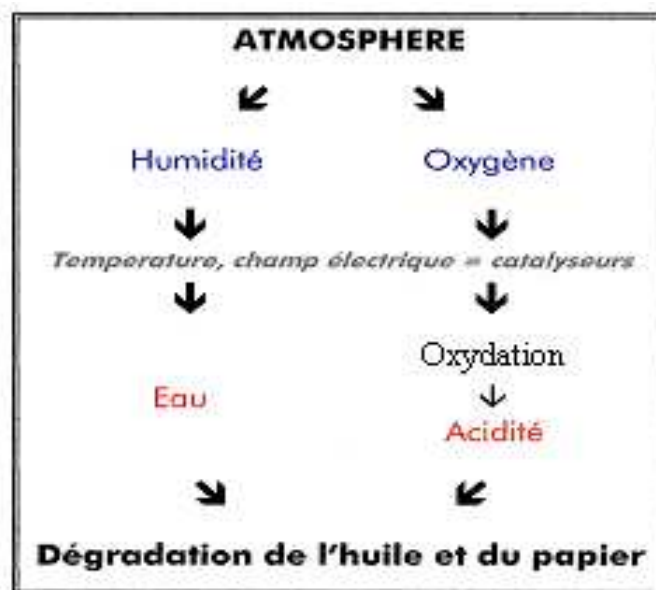 ATMOSPHERE
Humidité Oxygène
Temperature, champ électrique = catalyseurs
Oxydation
Eau
Acidité
Dégradation de l'huile et du papier